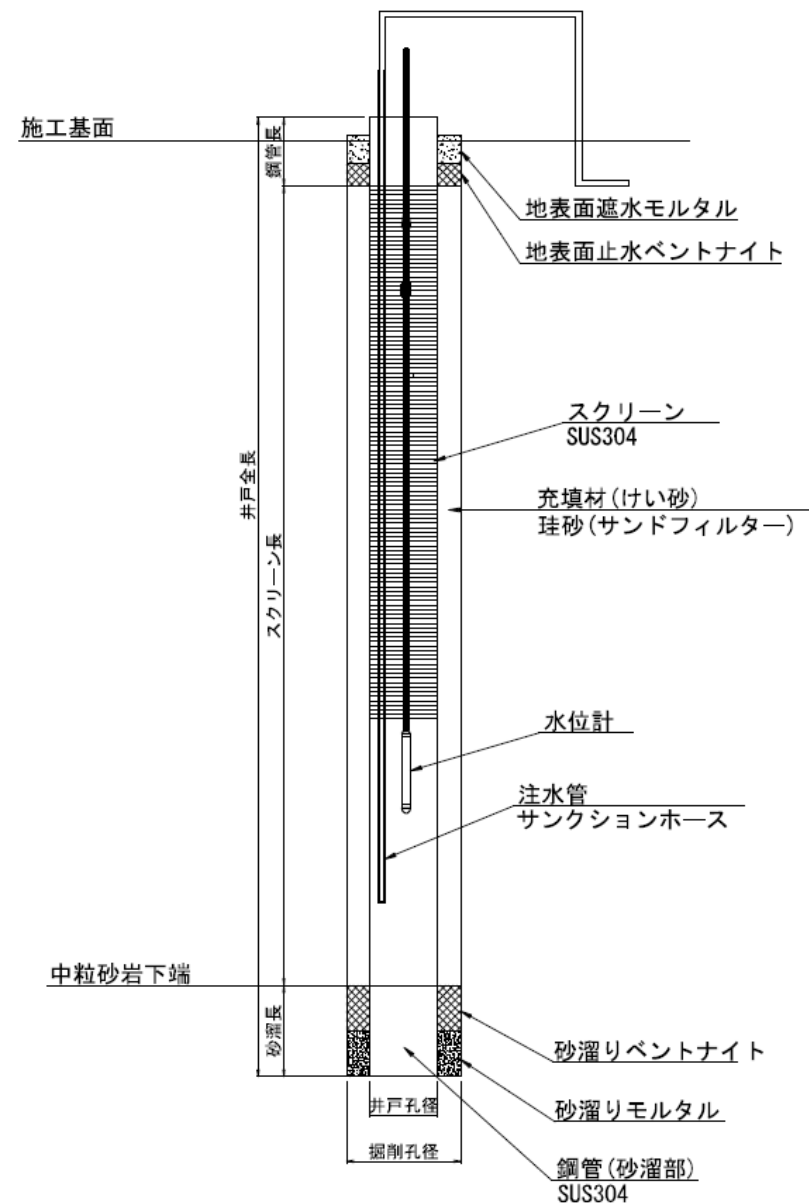 施工基面
鋼管長
地表面遮水モルタル
地表面止水ベントナイト
スクリーン
SUS304
井戸全長
充填材(けい砂)
珪砂(サンドフィルター)
スクリーン長
水位計
注水管
サンクションホース
中粒砂岩下端
砂溜長
砂溜りベントナイト
井戸孔径
砂溜りモルタル
掘削孔径
鋼管(砂溜部)
SUS304